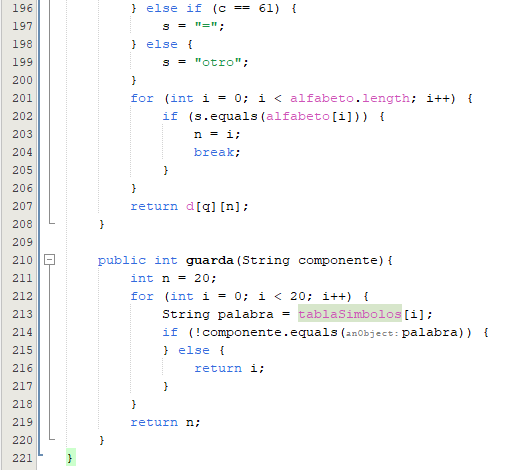 196 } else if (c == 61) {
197 s = "=";
198 } else {
199 s = "otro";
200 }
201 for (int i = 0; i < alfabeto.length; i++) {
202 if (s.equals(alfabeto[i])) {
203 n = i;
204 break;
205 }
206 }
207 return d[q][n];
208 }
209
210 public int guarda(String componente){
211 int n = 20;
212 for (int i = 0; i < 20; i++) {
213 String palabra = tablaSimbolos[i];
214 if (!componente.equals(anObject: palabra)) {
215 } else {
216 return i;
217 }
218 }
219 return n;
220 }
221 }